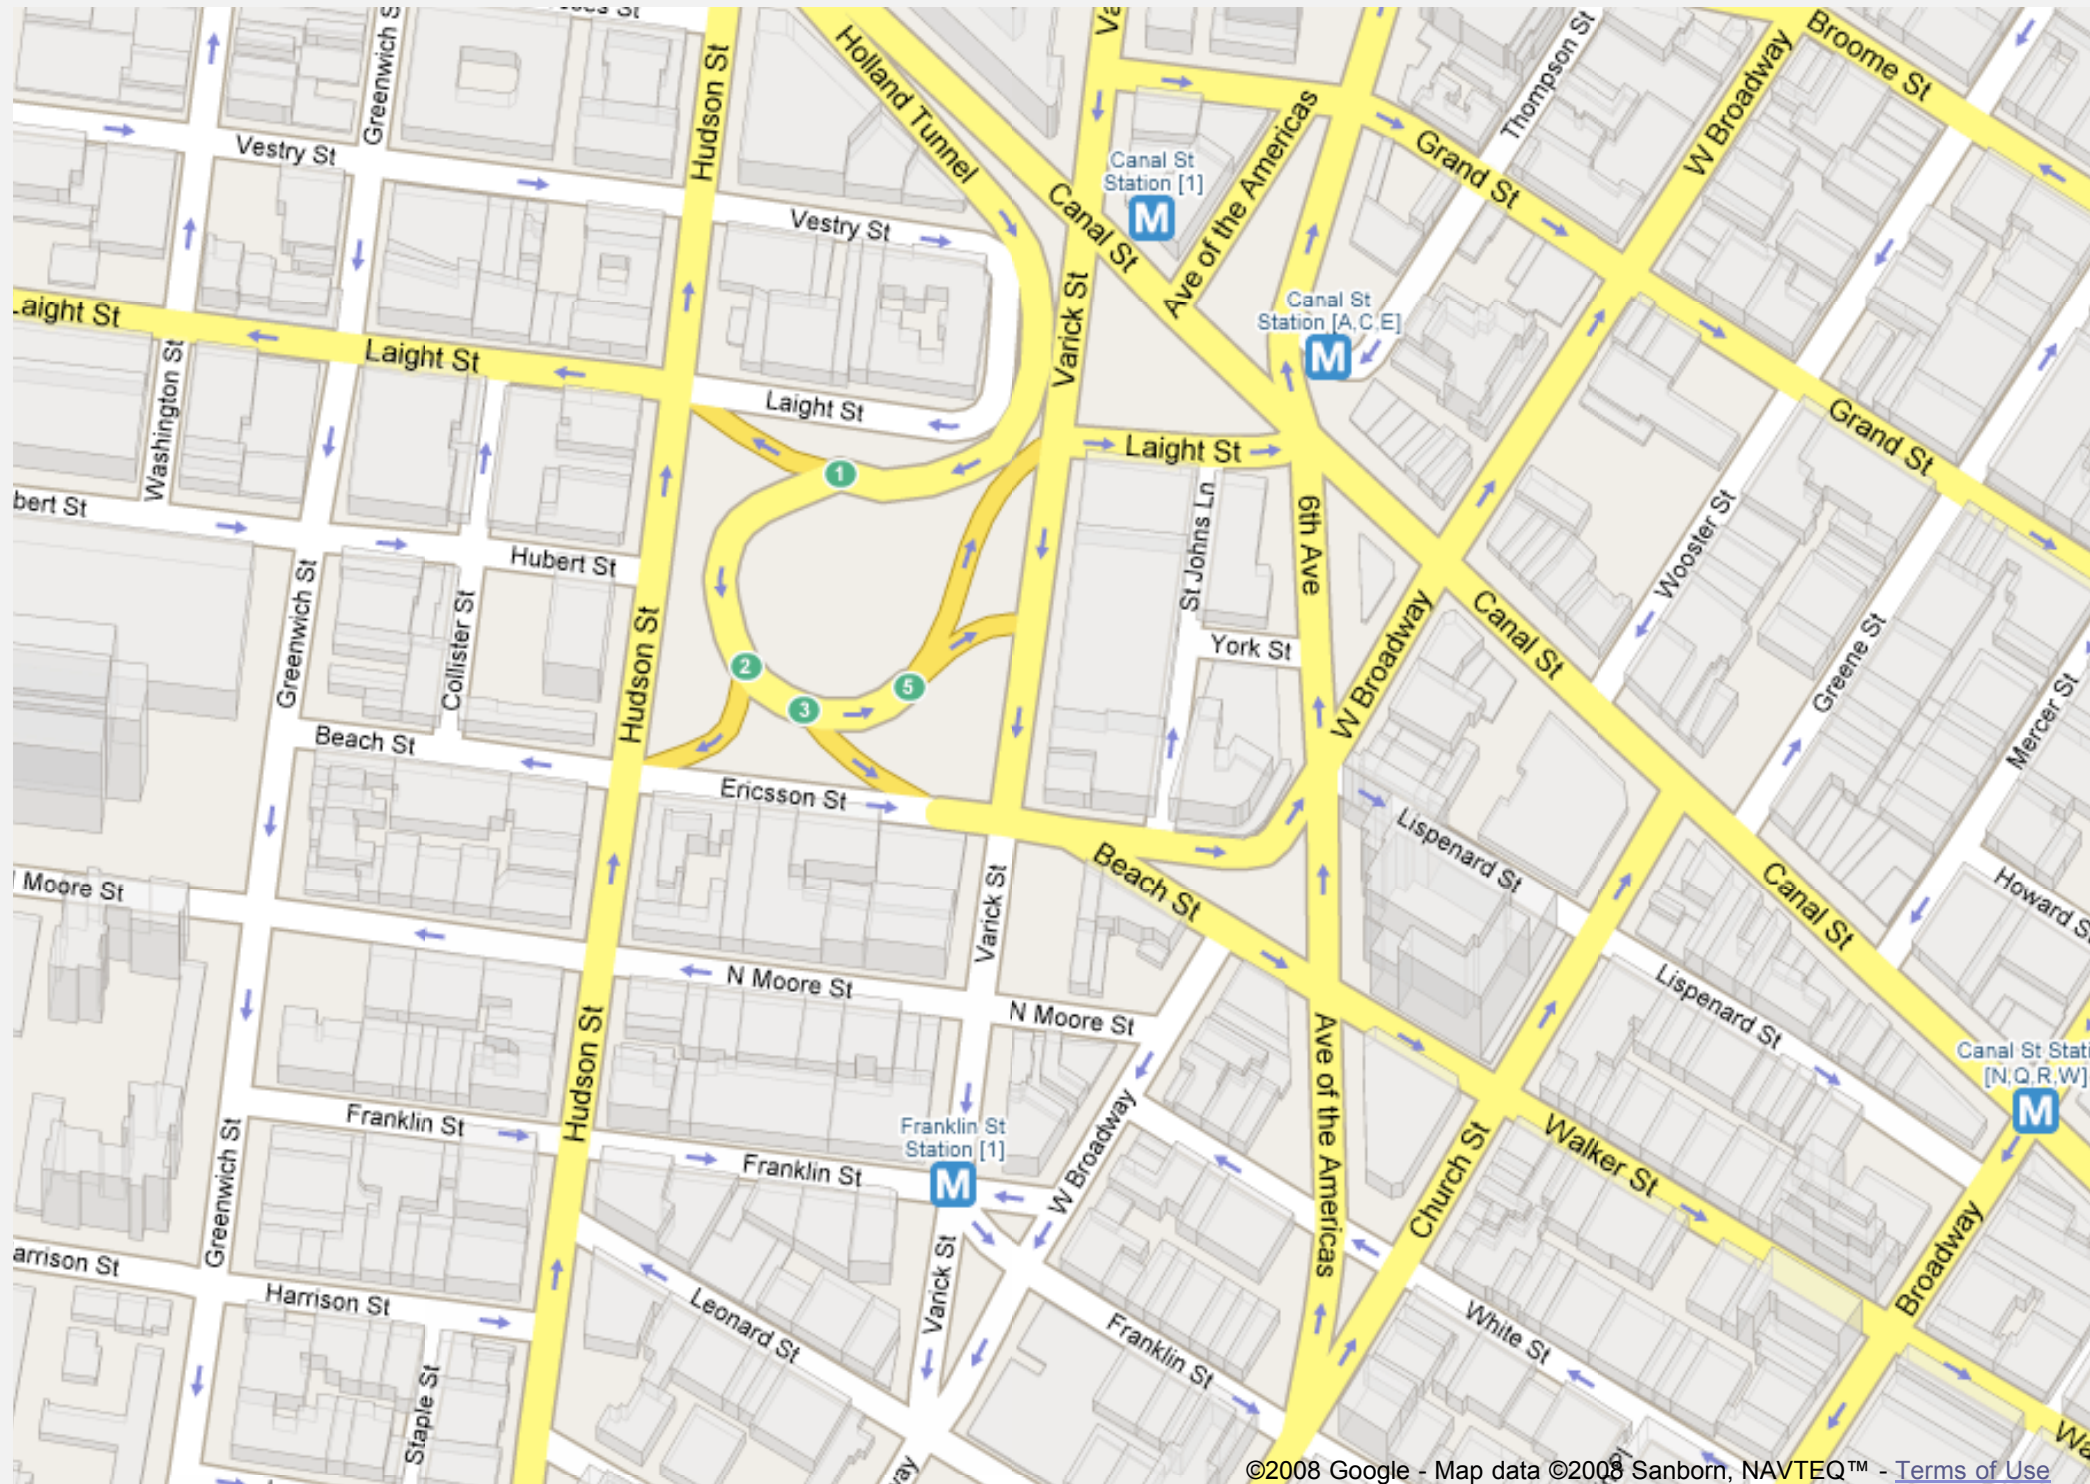 Greenwich St
Hudson St
Holland Tunnel
Broome St
Thompson St
W Broadway
Vestry St
Vestry St
Canal St
Station [1]
M
Canal St
Ave of the Americas
Grand St
Varick St
Canal St
Station [A,C,E]
M
Laight St
Laight St
Laight St
Laight St
Washington St
Grand St
1
Hubert St
6th Ave
St Johns Ln
Wooster St
Greenwich St
Collister St
Hudson St
2
3
5
York St
W Broadway
Canal St
Greene St
Mercer St
Beach St
Ericsson St
Lispenard St
Beach St
N Moore St
Varick St
Canal St
Howard St
N Moore St
N Moore St
Lispenard St
Hudson St
Ave of the Americas
Canal St Stati
[N,Q,R,W]
M
Franklin St
Greenwich St
Franklin St
Station [1]
M
Franklin St
W Broadway
Church St
Walker St
Broadway
arrison St
Harrison St
Varick St
Leonard St
Franklin St
White St
Staple St
©2008 Google - Map data ©2008 Sanborn, NAVTEQ™ - Terms of Use